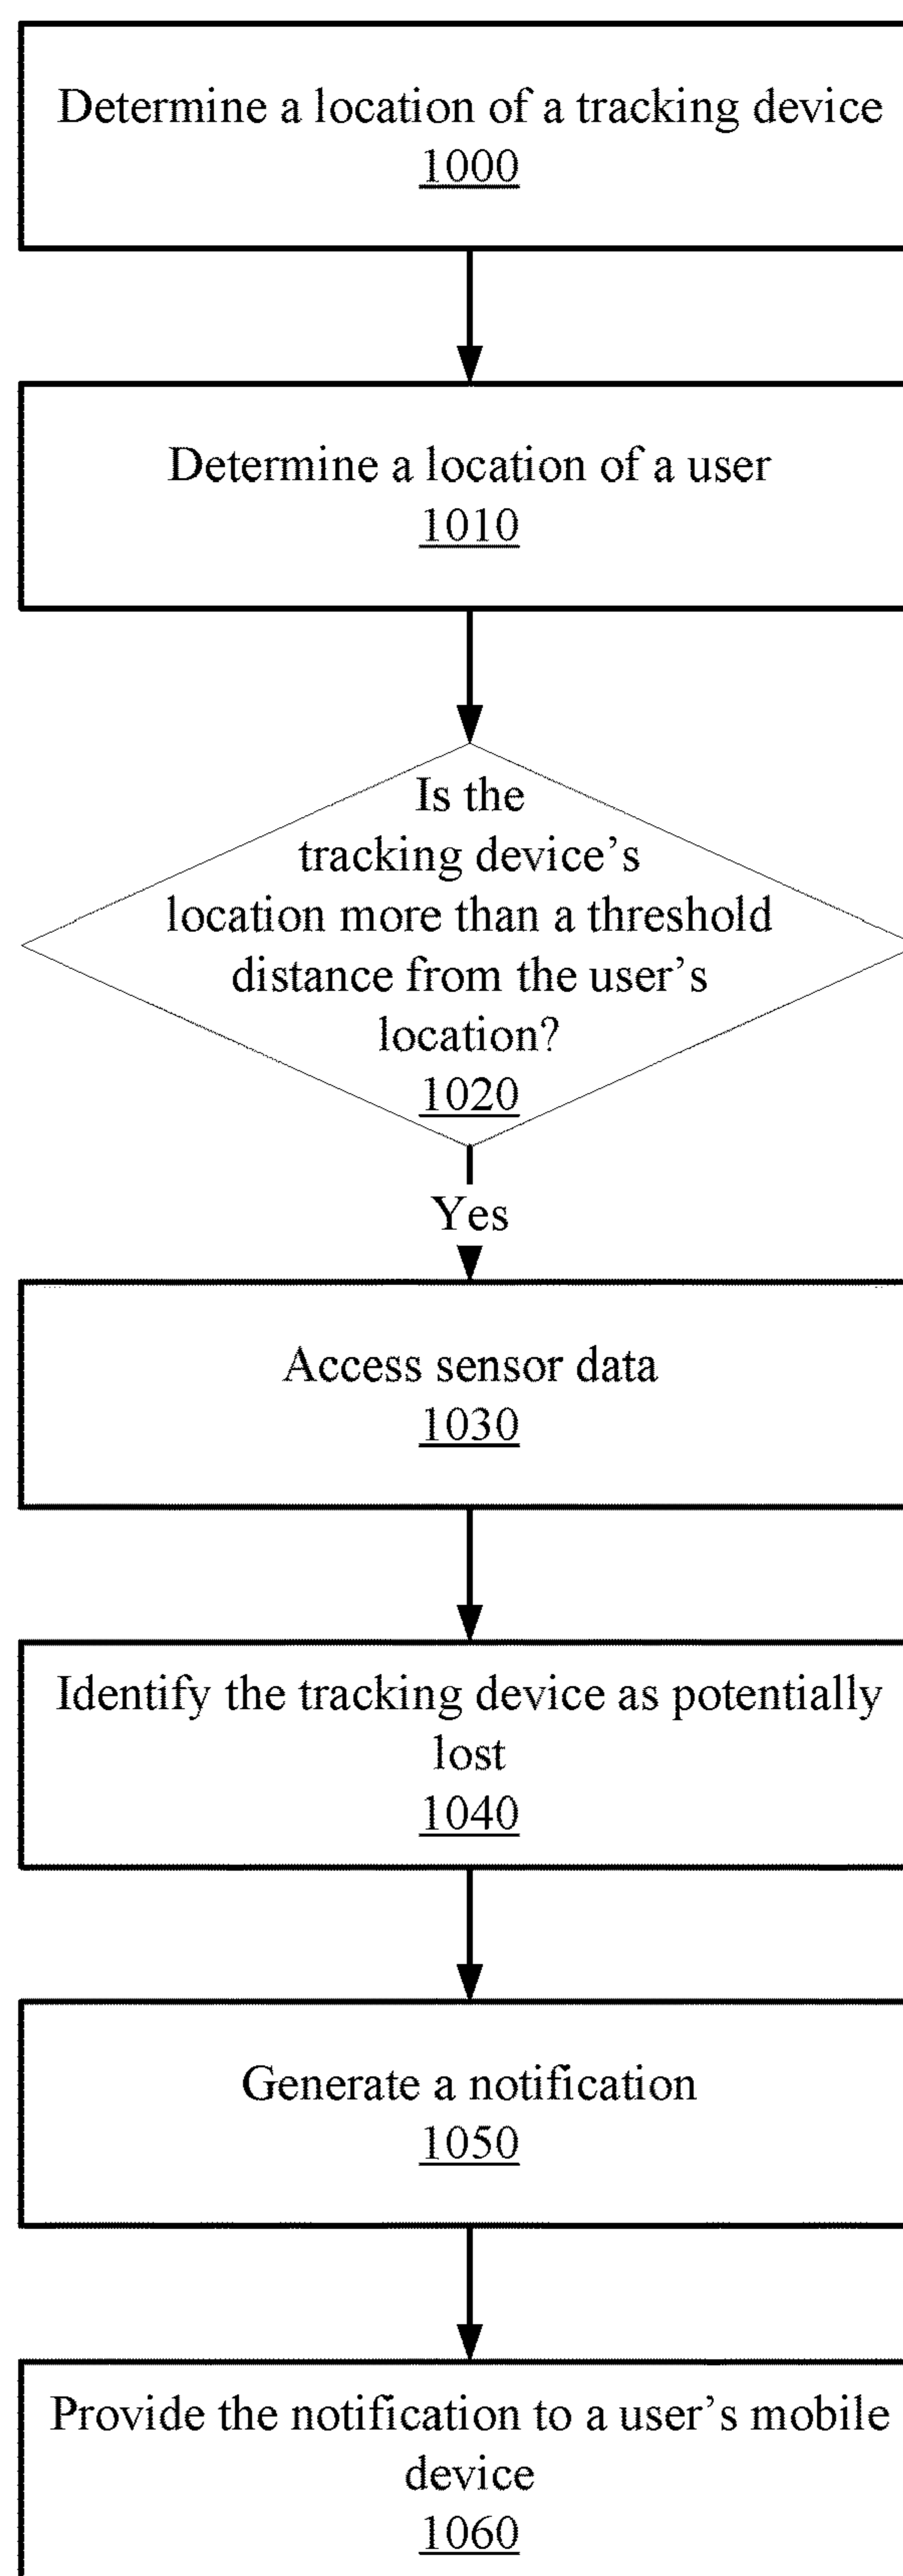 Determine a location of a tracking device
1000
Determine a location of a user
1010
Is the
tracking device’s
location more than a threshold
distance from the user’s
location?
1020
Yes
Access sensor data
1030
Identify the tracking device as potentially
lost
1040
Generate a notification
1050
Provide the notification to a user’s mobile
device
1060